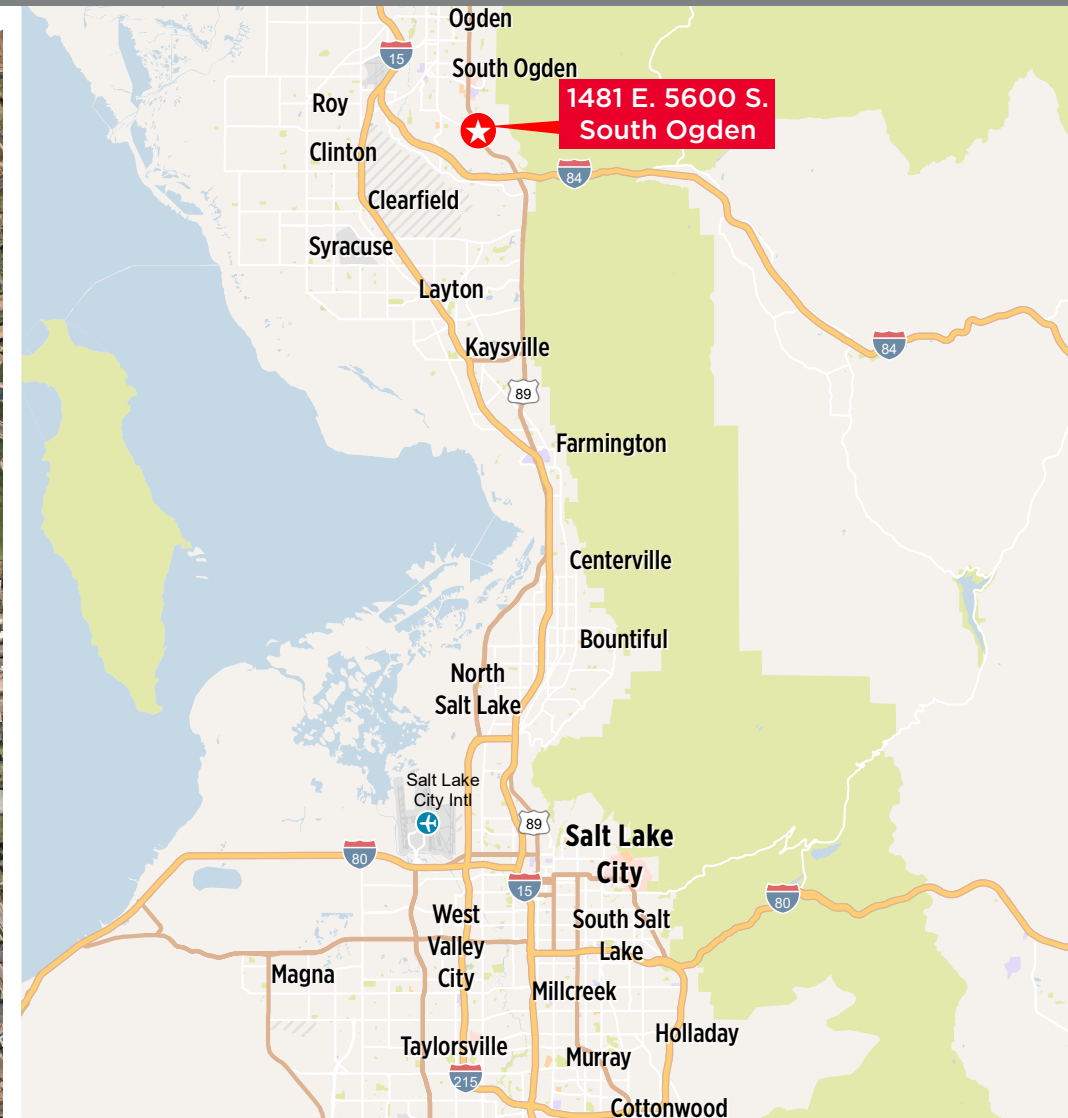 Ogden
15
South Ogden
1481 E. 5600 S.
South Ogden
Roy
Clinton
84
Clearfield
Syracuse
Layton
84
Kaysville
89
Farmington
Centerville
Bountiful
North
Salt Lake
Salt Lake
City Intl
89
Salt Lake
City
80
15
80
West
Valley
City
South Salt
Lake
Magna
Millcreek
Holladay
Taylorsville
Murray
215
Cottonwood